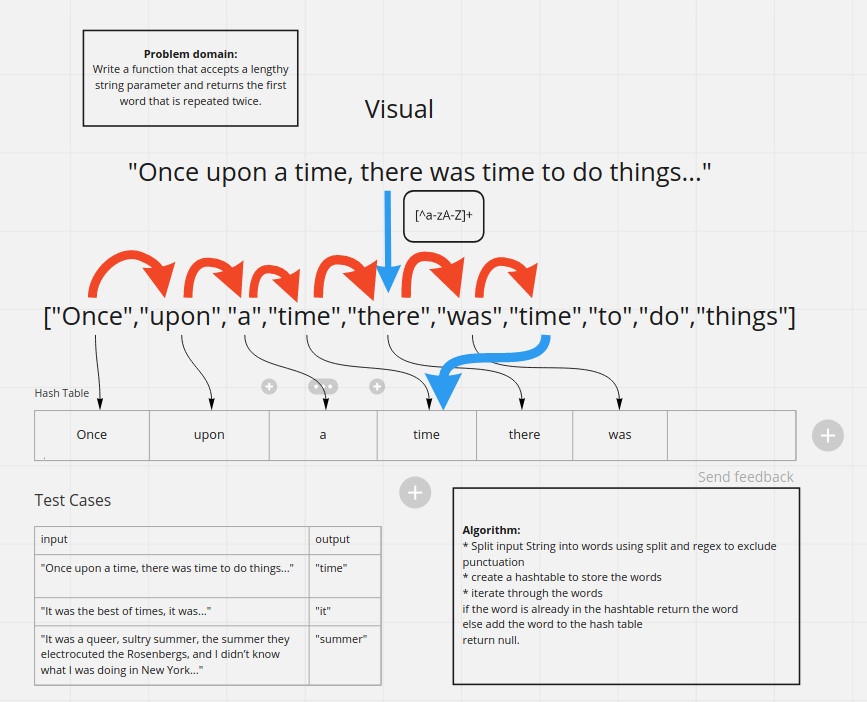 Problem domain:
Write a function that accepts a lengthy
string parameter and returns the first
word that is repeated twice.
Visual
"Once upon a time, there was time to do things..."
[^a-zA-Z]+
["Once","upon","a","time","there","was","time","to","do","things"]
Hash Table
Once upon a time there was
Send feedback
Test Cases
input output
"Once upon a time, there was time to do things..." "time"
"It was the best of times, it was..." "it"
"It was a queer, sultry summer, the summer they "summer"
electrocuted the Rosenbergs, and I didn’t know
what I was doing in New York..."
Algorithm:
* Split input String into words using split and regex to exclude
punctuation
* create a hashtable to store the words
* iterate through the words
if the word is already in the hashtable return the word
else add the word to the hash table
return null.